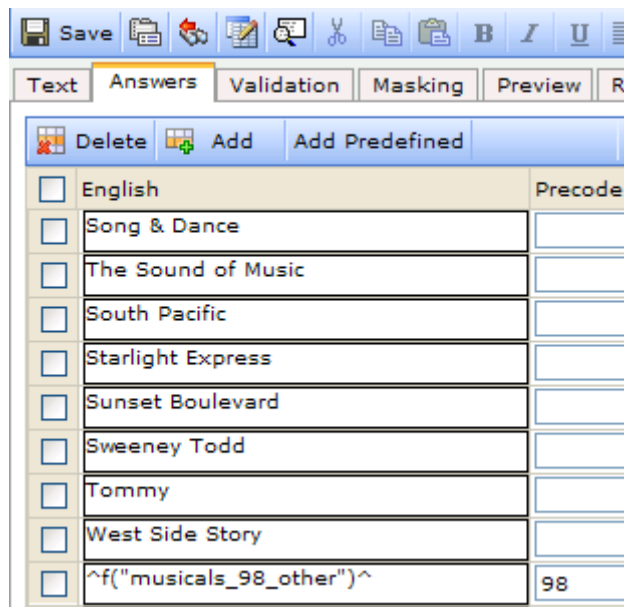 Save B I U
Text Answers Validation Masking Preview R
Delete Add Add Predefined
English Precode
Song & Dance
The Sound of Music
South Pacific
Starlight Express
Sunset Boulevard
Sweeney Todd
Tommy
West Side Story
^f("musicals_98_other")^ 98